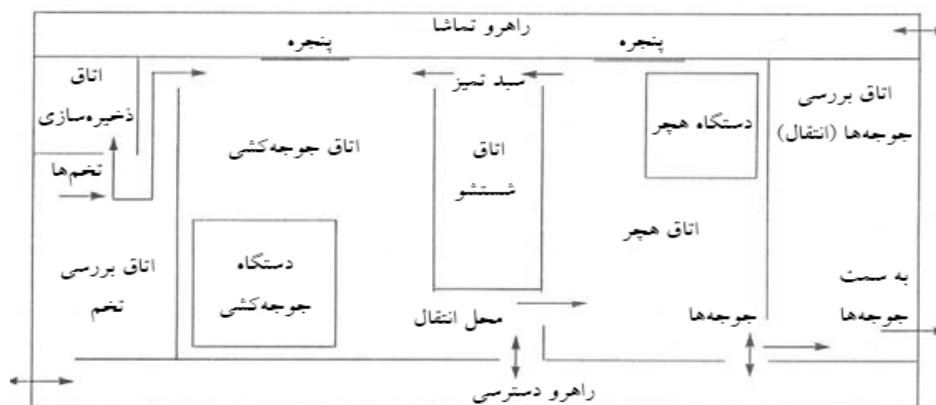 راهرو تماشا
پنجره
پنجره
اتاق
ذخیره‌سازی
تخم‌ها
اتاق بررسی
تخم
اتاق جوجه‌کشی
دستگاه
جوجه‌کشی
سبد تمیز
اتاق
شستشو
محل انتقال
دستگاه هچر
اتاق هچر
جوجه‌ها
اتاق بررسی
جوجه‌ها (انتقال)
به سمت
جوجه‌ها
راهرو دسترسی